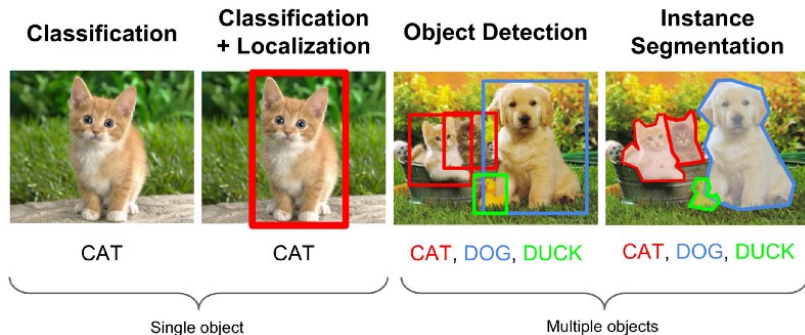 Classification
Classification
+ Localization
Object Detection
Instance
Segmentation
CAT
CAT
CAT, DOG, DUCK
CAT, DOG, DUCK
Single object
Multiple objects